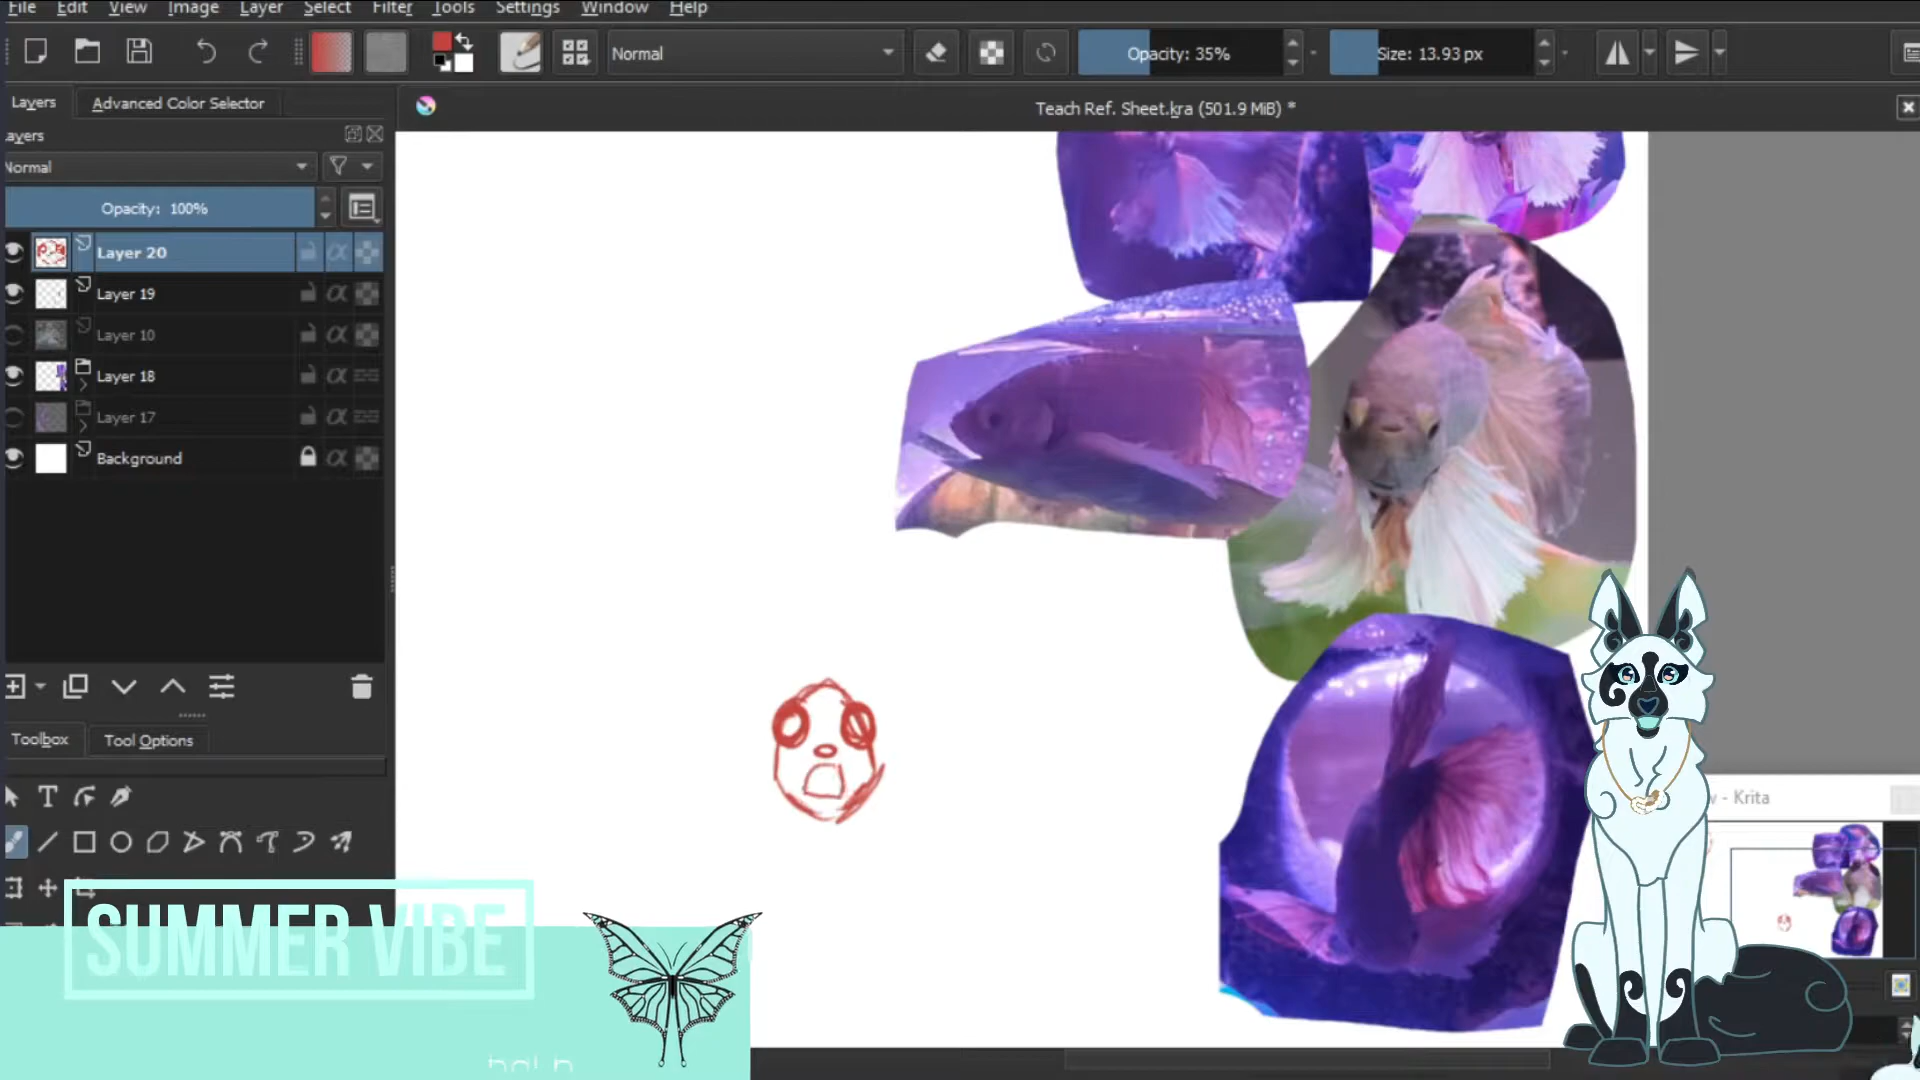 File Edit View Image Layer Select Filter Tools Settings Window Help
Normal
Opacity: 35%
Size: 13.93 px
Layers
Advanced Color Selector
Teach Ref. Sheet.kra (501.9 MiB) *
ayers
Normal
Opacity: 100%
Layer 20
Layer 19
Layer 10
Layer 18
Layer 17
Background
Toolbox
Tool Options
- Krita
SUMMER VIBE